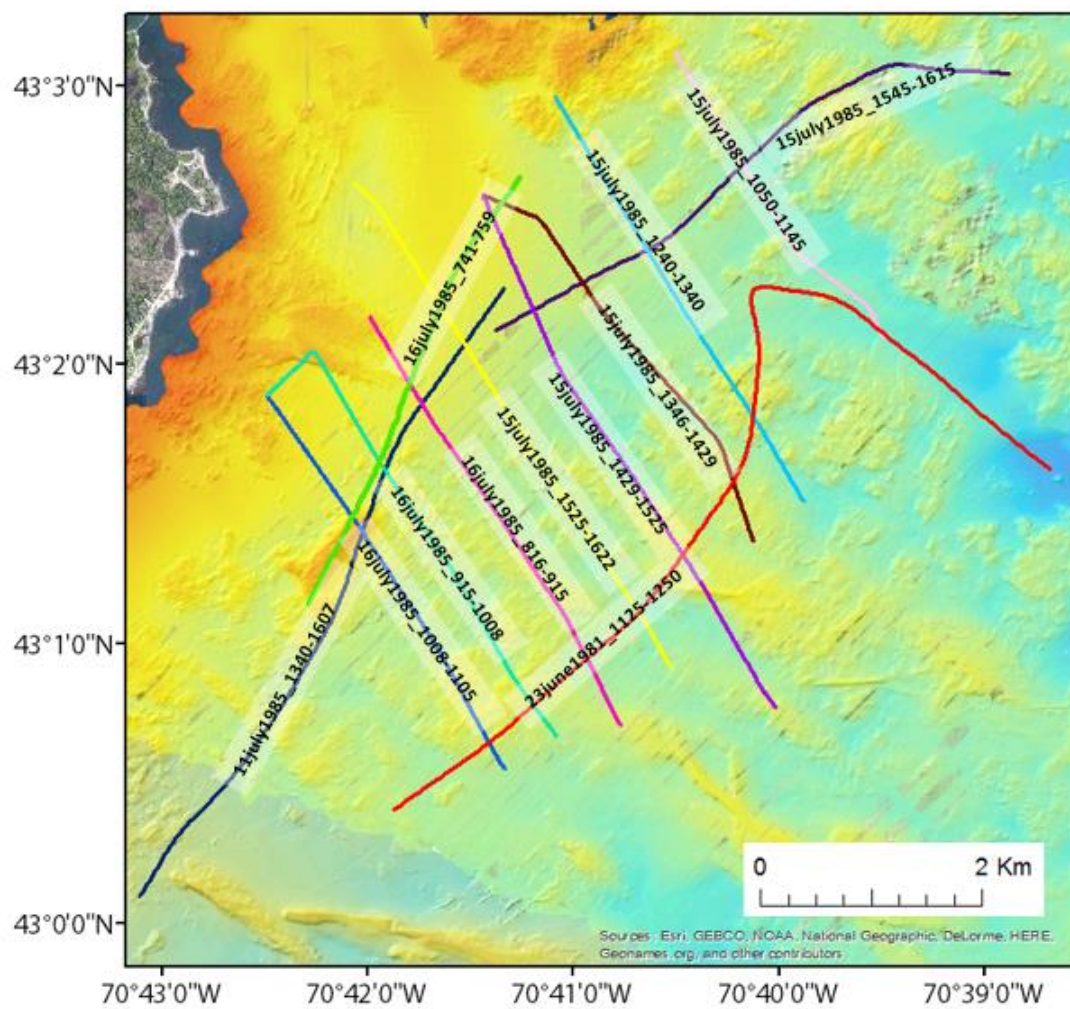 43°3'0"N
15july1985_1545-1615
15july1985_1050-1145
15july1985_1240-1340
16july1985_741-759
43°20'0"N
15july1985_1346-1429
15july1985_1429-1525
15july1985_1525-1622
16july1985_816-915
16july1985_915-1008
16july1985_1008-1105
43°10'0"N
23june1981_1125-1250
11july1985_1340-1607
0 2 Km
43°0'0"N
Sources: Esri, GEBCO, NOAA, National Geographic, DeLorme, HERE,
Geonames.org, and other contributors
70°43'0"W 70°42'0"W 70°41'0"W 70°40'0"W 70°39'0"W